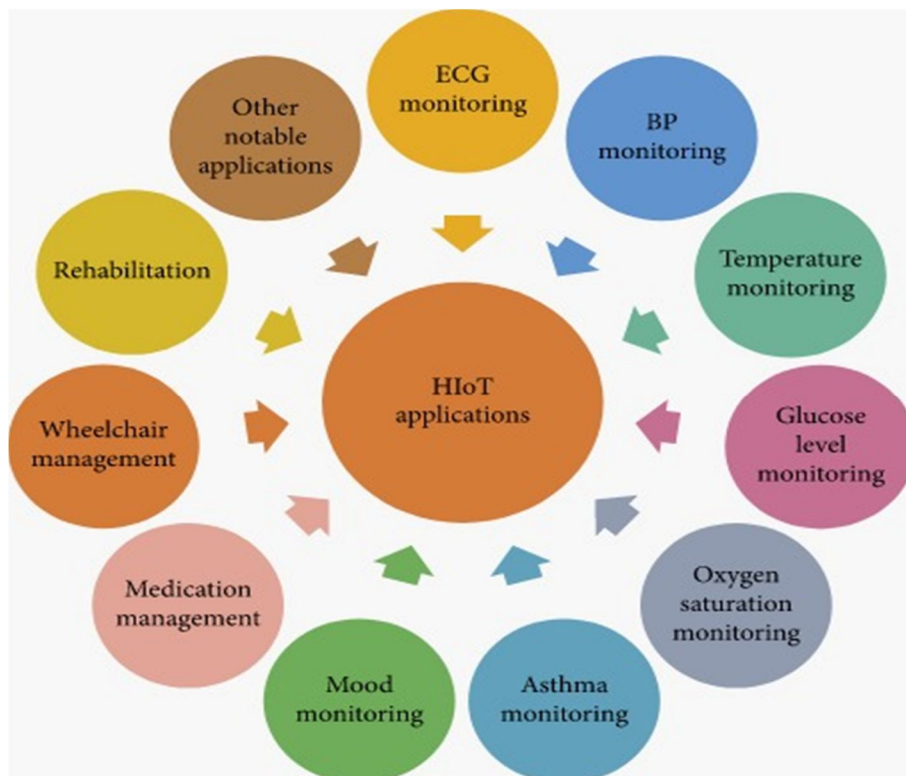 ECG
monitoring
BP
monitoring
Temperature
monitoring
Glucose
level
monitoring
Oxygen
saturation
monitoring
Asthma
monitoring
Mood
monitoring
Medication
management
Wheelchair
management
Rehabilitation
Other
notable
applications
HIoT
applications